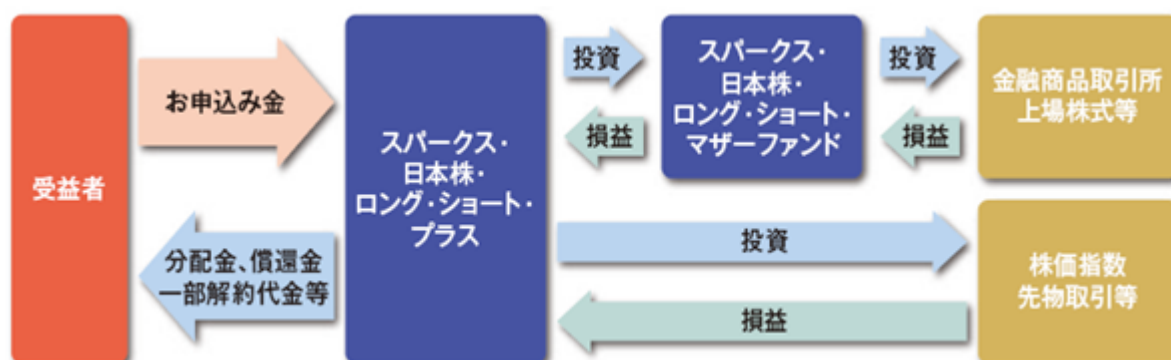 受益者
お申込み金
分配金、償還金
一部解約代金等
スパークス・
日本株・
ロング・ショート・
プラス
投資
損益
スパークス・
日本株・
ロング・ショート・
マザーファンド
投資
損益
金融商品取引所
上場株式等
投資
損益
株価指数
先物取引等